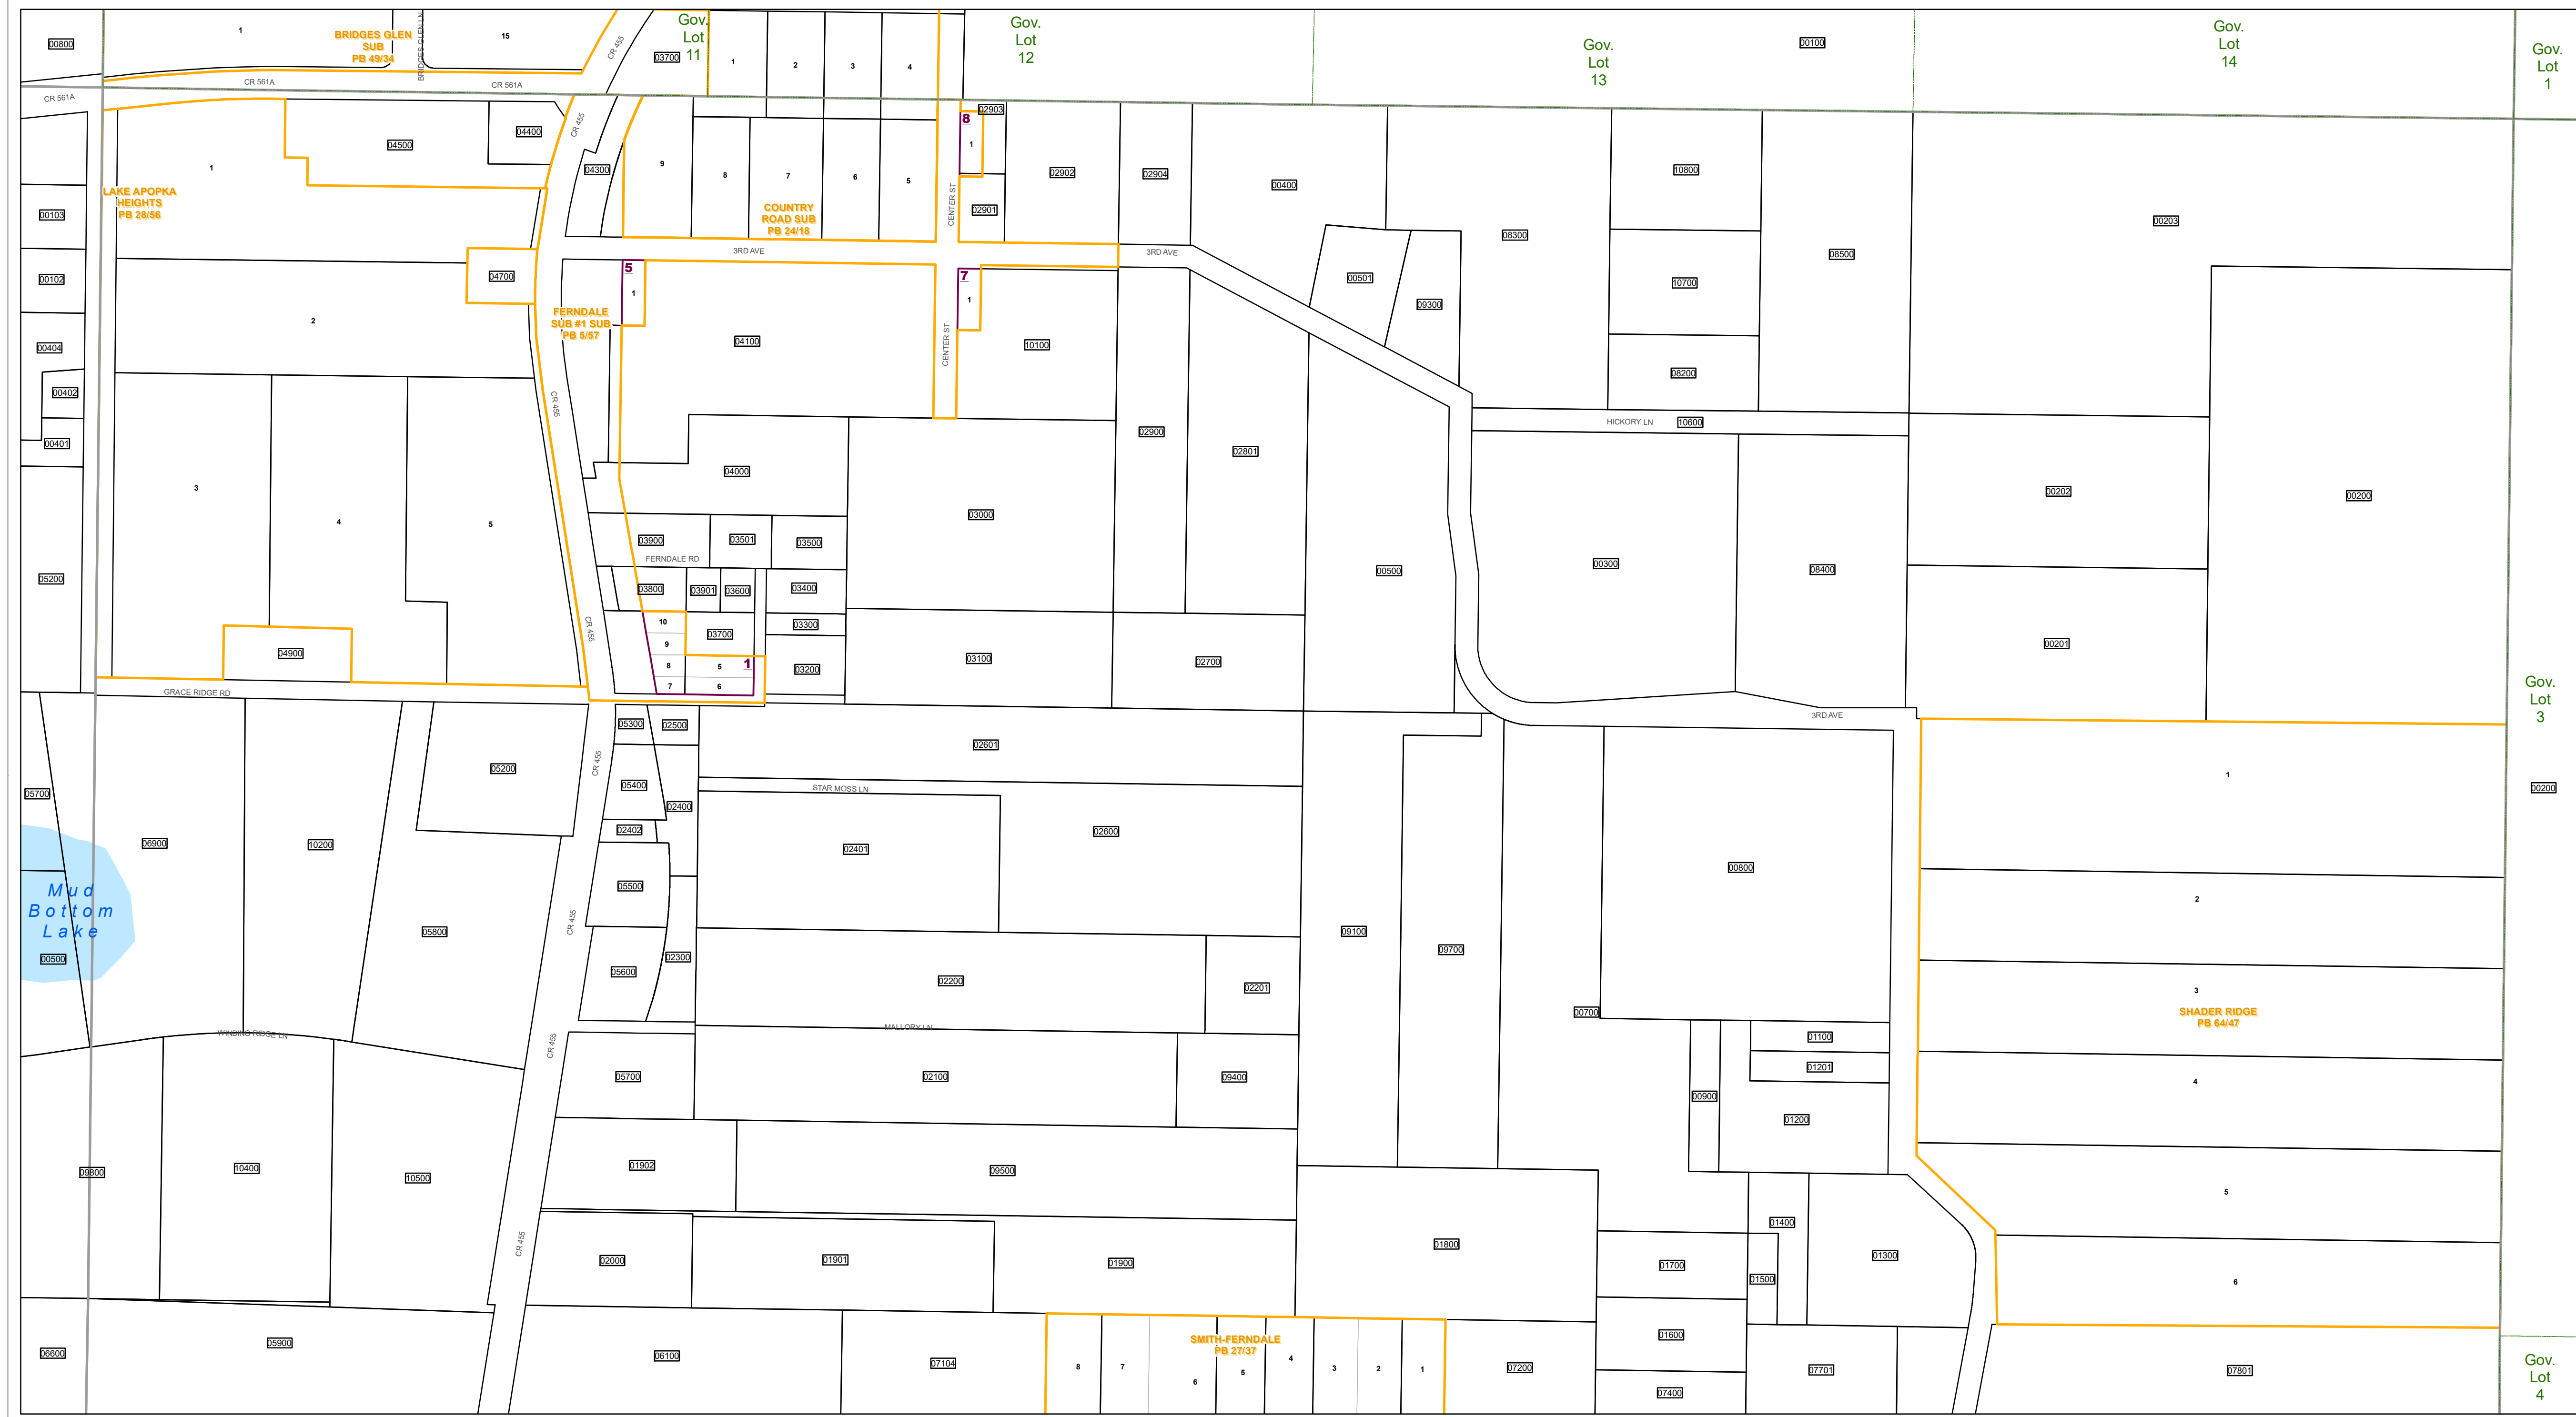 00800
1
BRIDGES GLEN
SUB
PB 49/34
BRIDGES GLEN LN
15
CR 455
03700
Gov.
Lot
11
1
2
3
4
Gov.
Lot
12
Gov.
Lot
13
00100
Gov.
Lot
14
Gov.
Lot
1
CR 561A
CR 561A
CR 561A
1
04500
04400
CR 455
04300
9
8
7
6
5
COUNTRY
ROAD SUB
PB 24/18
CENTER ST
8
1
02903
02901
02902
02904
00400
10800
00203
LAKE APOPKA
HEIGHTS
PB 28/56
00103
00102
00404
00402
00401
05200
04700
3RD AVE
3RD AVE
5
1
7
1
FERNDALE
SUB #1 SUB
PB 5/57
2
04100
CENTER ST
10100
00501
09300
08300
10700
08500
08200
CR 455
HICKORY LN
10600
3
4
5
04000
03000
02900
02801
00500
00300
08400
00202
00200
03900
03501
03500
FERNDALE RD
03800
03901
03600
03400
03300
03700
03200
10
9
8
7
5
6
1
CR 455
04900
03100
02700
00201
Gov.
Lot
3
GRACE RIDGE RD
3RD AVE
05700
05200
CR 455
05300
02500
02601
05400
02400
STAR MOSS LN
02402
02401
02600
1
00200
06900
10200
Mud
Bottom
Lake
00500
05800
05500
CR 455
05600
02300
02200
02201
09100
09700
00800
2
3
SHADER RIDGE
PB 64/47
00700
WINDING RIDGE LN
CR 455
MALLORY LN
05700
02100
09400
01100
01201
00900
01200
4
09800
10400
10500
01902
09500
5
CR 455
02000
01901
01900
01800
01400
01300
01700
01500
6
05900
06600
06100
07104
SMITH-FERNDALE
PB 27/37
8
7
6
5
4
3
2
1
07200
01600
07400
07701
07801
Gov.
Lot
4